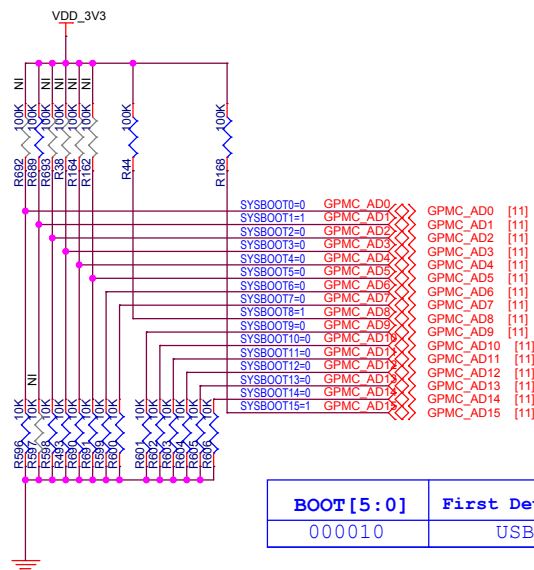 VDD_3V3
NI NI NI NI NI
100K 100K 100K 100K 100K 100K 100K 100K
R692 R689 R693 R38 R164 R162 R44 R168
SYSBOOT0=0 GPMC_AD0 GPMC_AD0 [11]
SYSBOOT1=1 GPMC_AD1 GPMC_AD1 [11]
SYSBOOT2=0 GPMC_AD2 GPMC_AD2 [11]
SYSBOOT3=0 GPMC_AD3 GPMC_AD3 [11]
SYSBOOT4=0 GPMC_AD4 GPMC_AD4 [11]
SYSBOOT5=0 GPMC_AD5 GPMC_AD5 [11]
SYSBOOT6=0 GPMC_AD6 GPMC_AD6 [11]
SYSBOOT7=0 GPMC_AD7 GPMC_AD7 [11]
SYSBOOT8=1 GPMC_AD8 GPMC_AD8 [11]
SYSBOOT9=0 GPMC_AD9 GPMC_AD9 [11]
SYSBOOT10=0 GPMC_AD10 GPMC_AD10 [11]
SYSBOOT11=0 GPMC_AD11 GPMC_AD11 [11]
SYSBOOT12=0 GPMC_AD12 GPMC_AD12 [11]
SYSBOOT13=0 GPMC_AD13 GPMC_AD13 [11]
SYSBOOT14=0 GPMC_AD14 GPMC_AD14 [11]
SYSBOOT15=1 GPMC_AD15 GPMC_AD15 [11]
NI
10K 10K 10K 10K 10K 10K 10K 10K 10K 10K 10K 10K 10K 10K
R596 R597 R598 R493 R690 R691 R599 R600 R601 R602 R603 R604 R605 R606
BOOT[5:0] First De
000010 USB